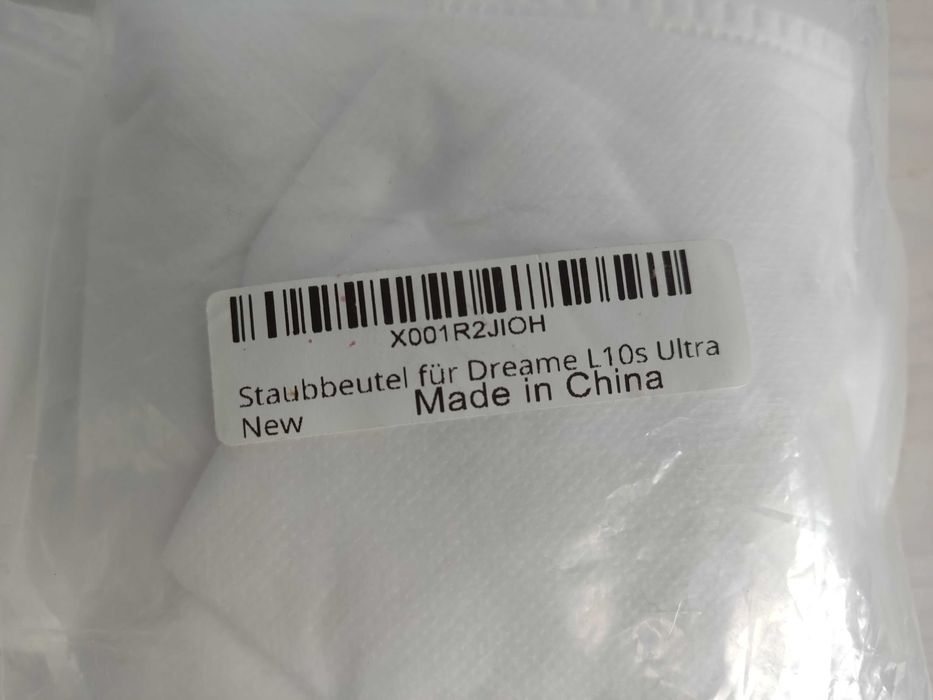 X001R2JIOH
Staubbeutel für Dreame L10s Ultra
Made in China
New